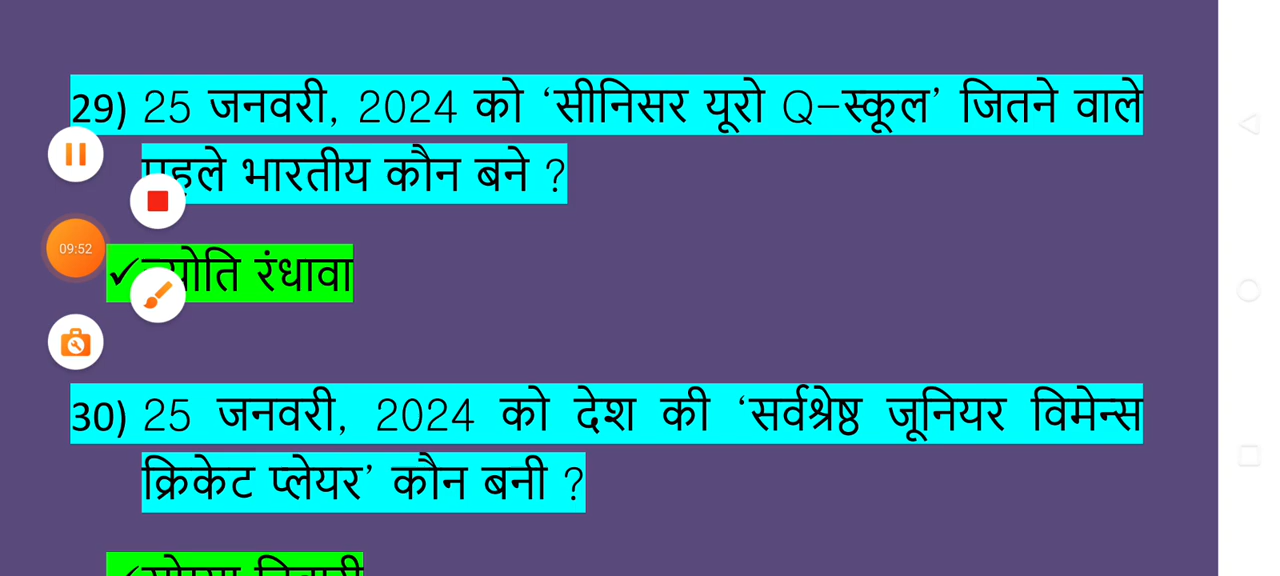 29) 25 जनवरी, 2024 को ‘सीनिसर यूरो Q-स्कूल’ जितने वाले
पहले भारतीय कौन बने ?
09:52
✓ज्योति रंधावा
30) 25 जनवरी, 2024 को देश की ‘सर्वश्रेष्ठ जूनियर विमेन्स
क्रिकेट प्लेयर’ कौन बनी ?